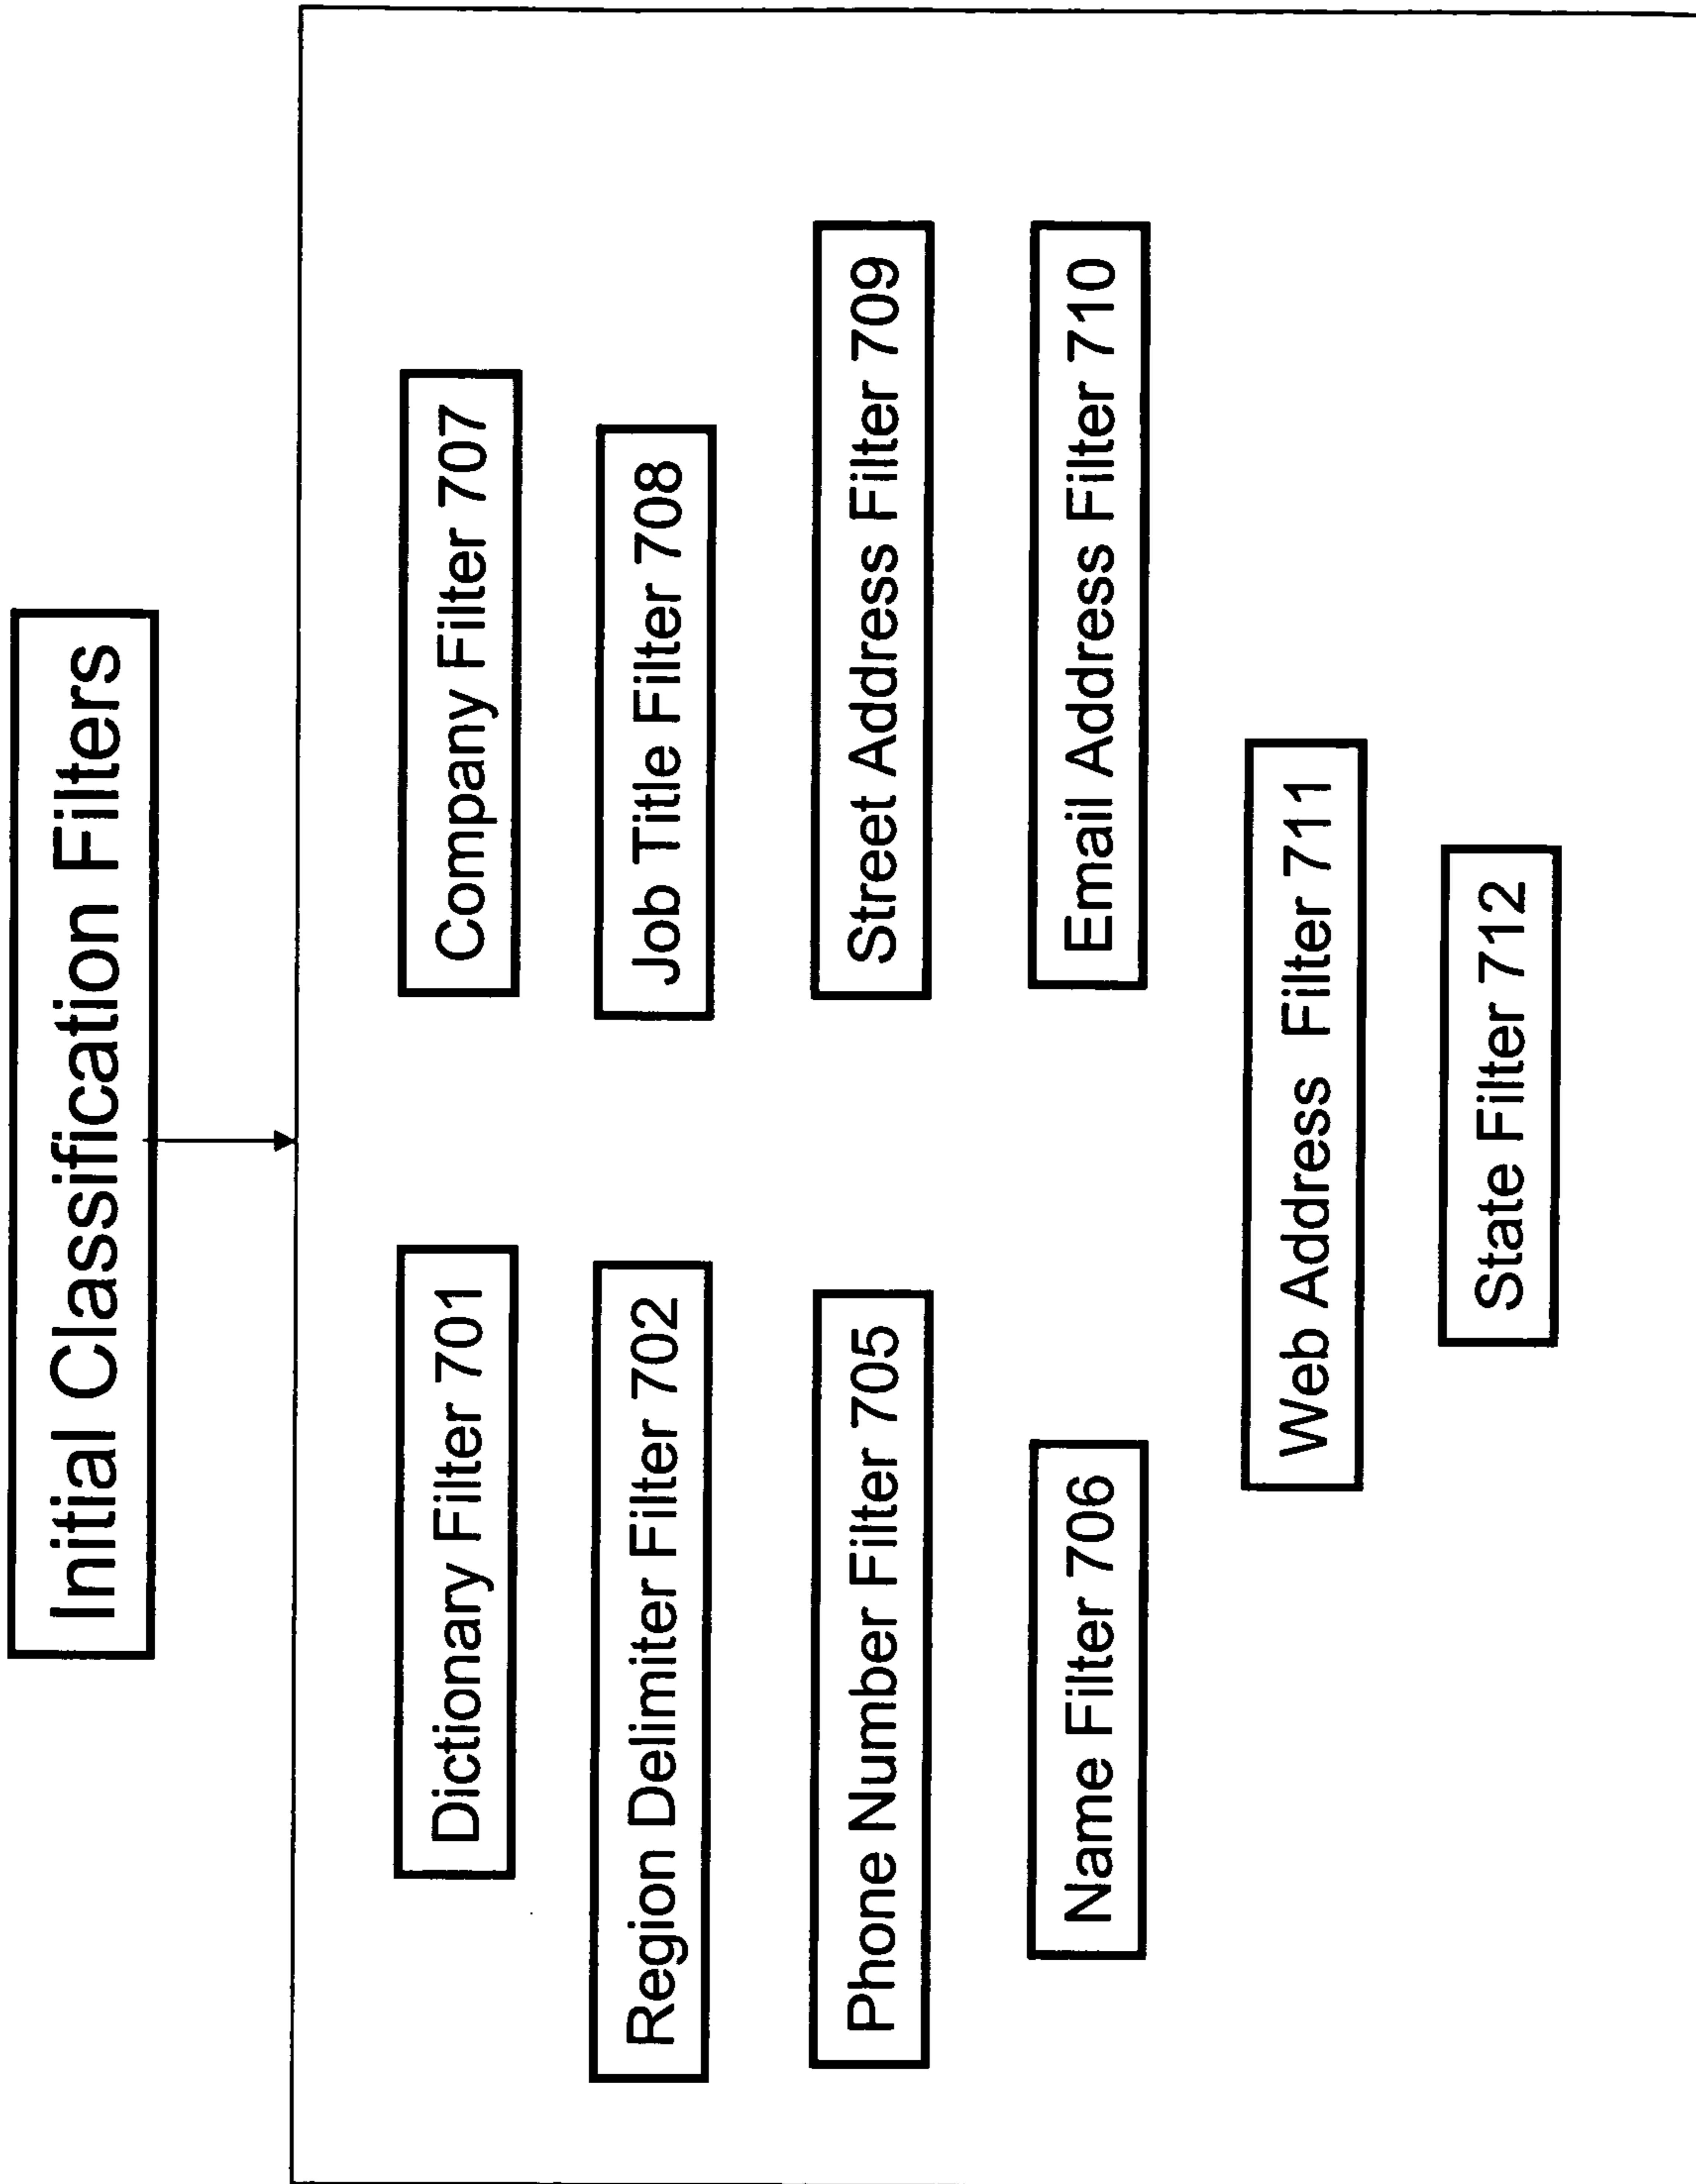 Initial Classification Filters
Dictionary Filter 701
Company Filter 707
Region Delimiter Filter 702
Job Title Filter 708
Phone Number Filter 705
Street Address Filter 709
Name Filter 706
Email Address Filter 710
Web Address Filter 711
State Filter 712